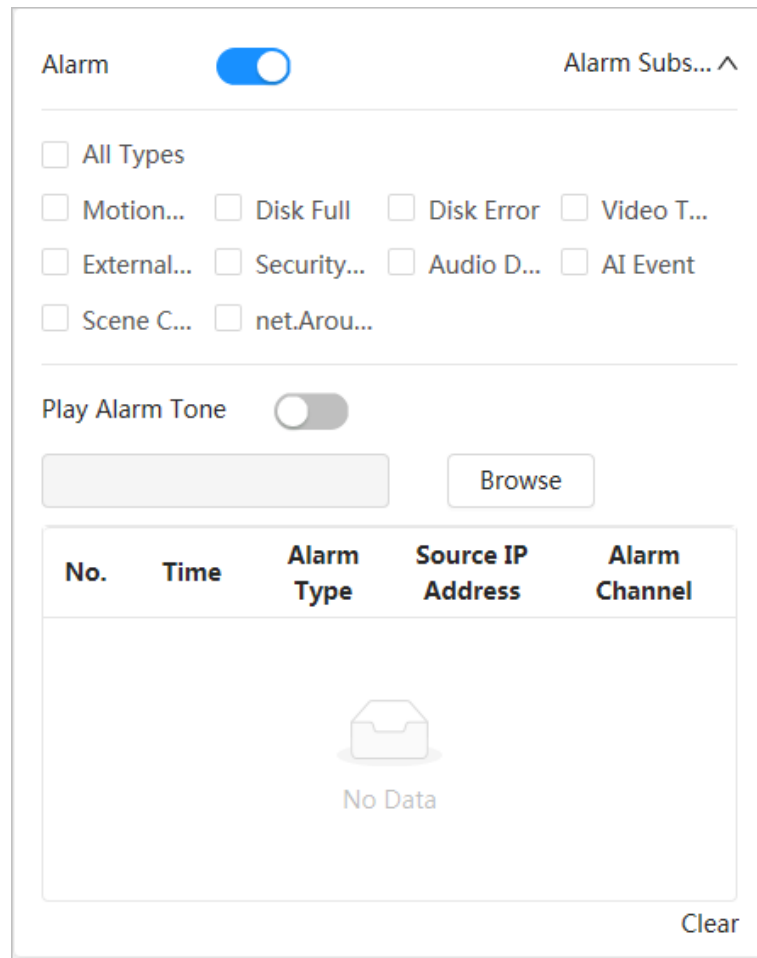 Alarm Alarm Subs...
All Types
Motion... Disk Full Disk Error Video T...
External... Security... Audio D... AI Event
Scene C... net.Arou...
Play Alarm Tone
Browse
No. Time Alarm Type Source IP Address Alarm Channel
No Data
Clear